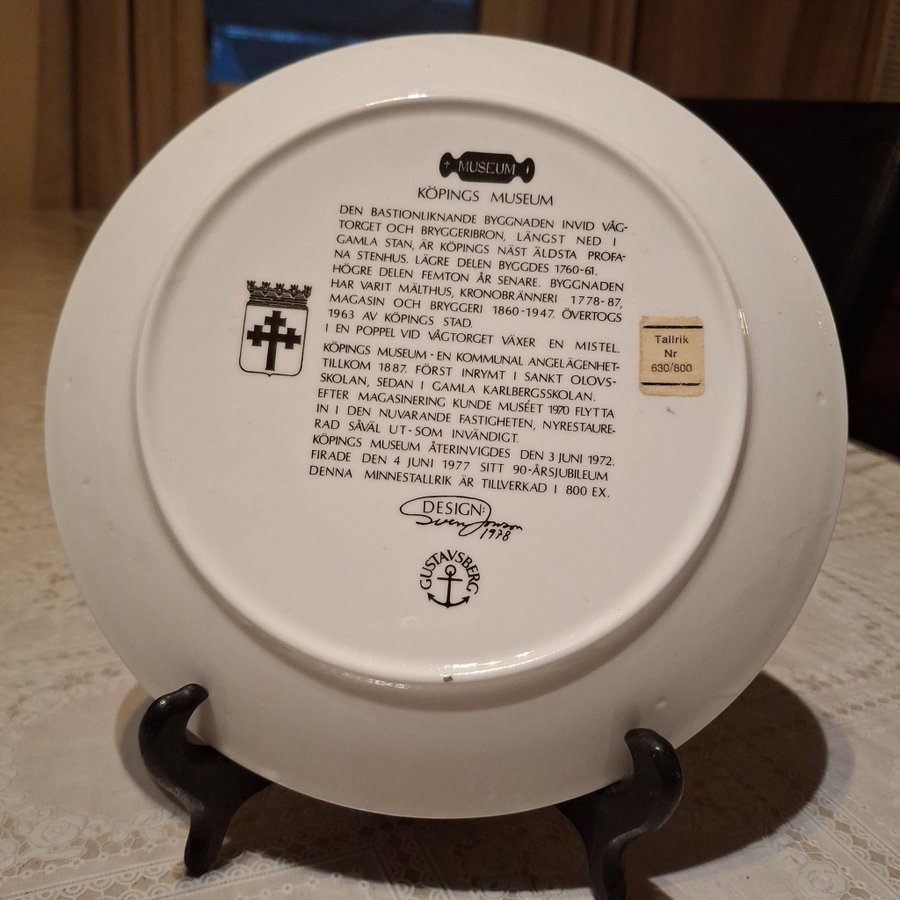 MUSEUM
KÖPINGS MUSEUM
DEN BASTIONLIKNANDE BYGGNADEN INVID VÅG-
TORGET OCH BRYGGERIBRON, LÄNGST NED I
GAMLA STAN, ÄR KÖPINGS NÄST ÄLDSTA PROFA-
NA STENHUS. LÄGRE DELEN BYGGDES 1760-61.
HÖGRE DELEN FEMTON ÅR SENARE. BYGGNADEN
HAR VARIT MÄLTHUS, KRONOBRÄNNERI 1778-87,
MAGASIN OCH BRYGGERI 1860-1947. ÖVERTOGS
1963 AV KÖPINGS STAD.
I EN POPPEL VID VÅGTORGET VÄXER EN MISTEL.
KÖPINGS MUSEUM - EN KOMMUNAL ANGELÄGENHET-
TILLKOM 1887. FÖRST INRYMT I SANKT OLOVS-
SKOLAN, SEDAN I GAMLA KARLBERGSSKOLAN.
EFTER MAGASINERING KUNDE MUSÉET 1970 FLYTTA
IN I DEN NUVARANDE FASTIGHETEN, NYRESTAURE-
RAD SÅVÄL UT-SOM INVÄNDIGT.
KÖPINGS MUSEUM ÅTERINVIGDES DEN 3 JUNI 1972.
FIRADE DEN 4 JUNI 1977 SITT 90-ÅRSJUBILEUM
DENNA MINNESTALLRIK ÄR TILLVERKAD I 800 EX.
DESIGN:
Sven Jonson
1978
GUSTAVSBERG
Tallrik
Nr
630/800